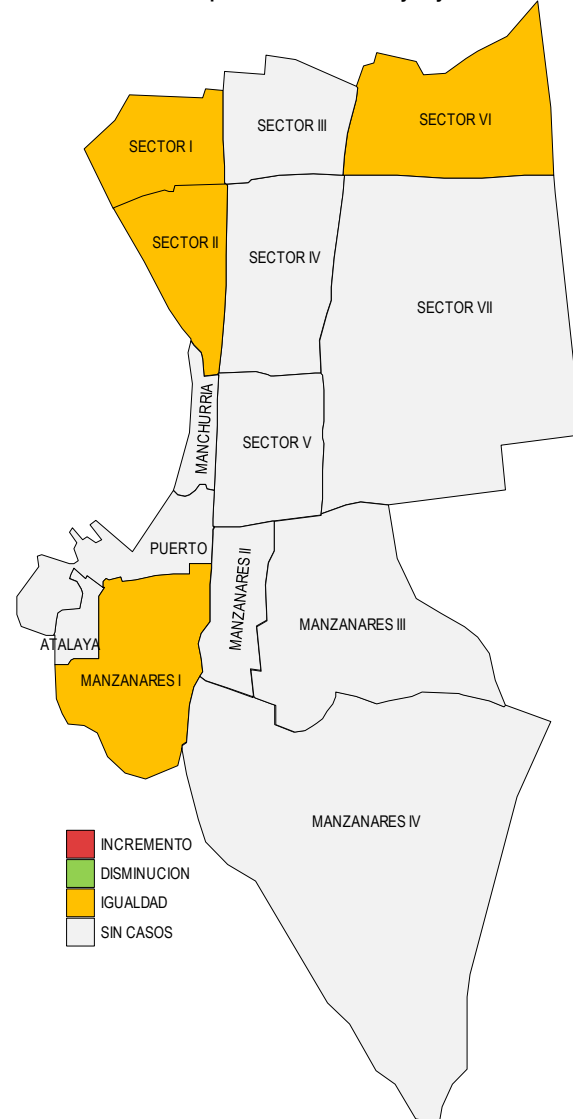 SECTOR III
SECTOR VI
SECTOR I
SECTOR II
SECTOR IV
SECTOR VII
MANCHURRIA
SECTOR V
PUERTO
MANZANARES II
MANZANARES III
ATALAYA
MANZANARES I
MANZANARES IV
INCREMENTO
DISMINUCION
IGUALDAD
SIN CASOS